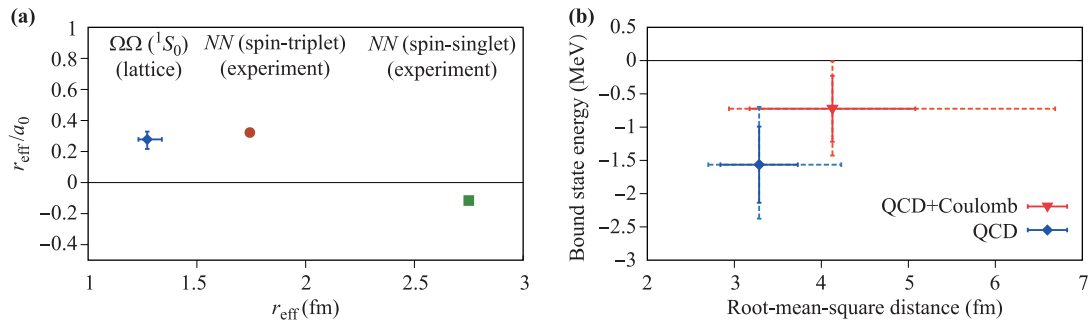 (a)
1
0.8
0.6
0.4
0.2
0
−0.2
−0.4
r_eff/a_0
ΩΩ (¹S₀)
(lattice)
NN (spin-triplet)
(experiment)
NN (spin-singlet)
(experiment)
1
1.5
2
2.5
3
r_eff (fm)
(b)
0.5
0
−0.5
−1
−1.5
−2
−2.5
−3
Bound state energy (MeV)
QCD+Coulomb
QCD
2
3
4
5
6
7
Root-mean-square distance (fm)